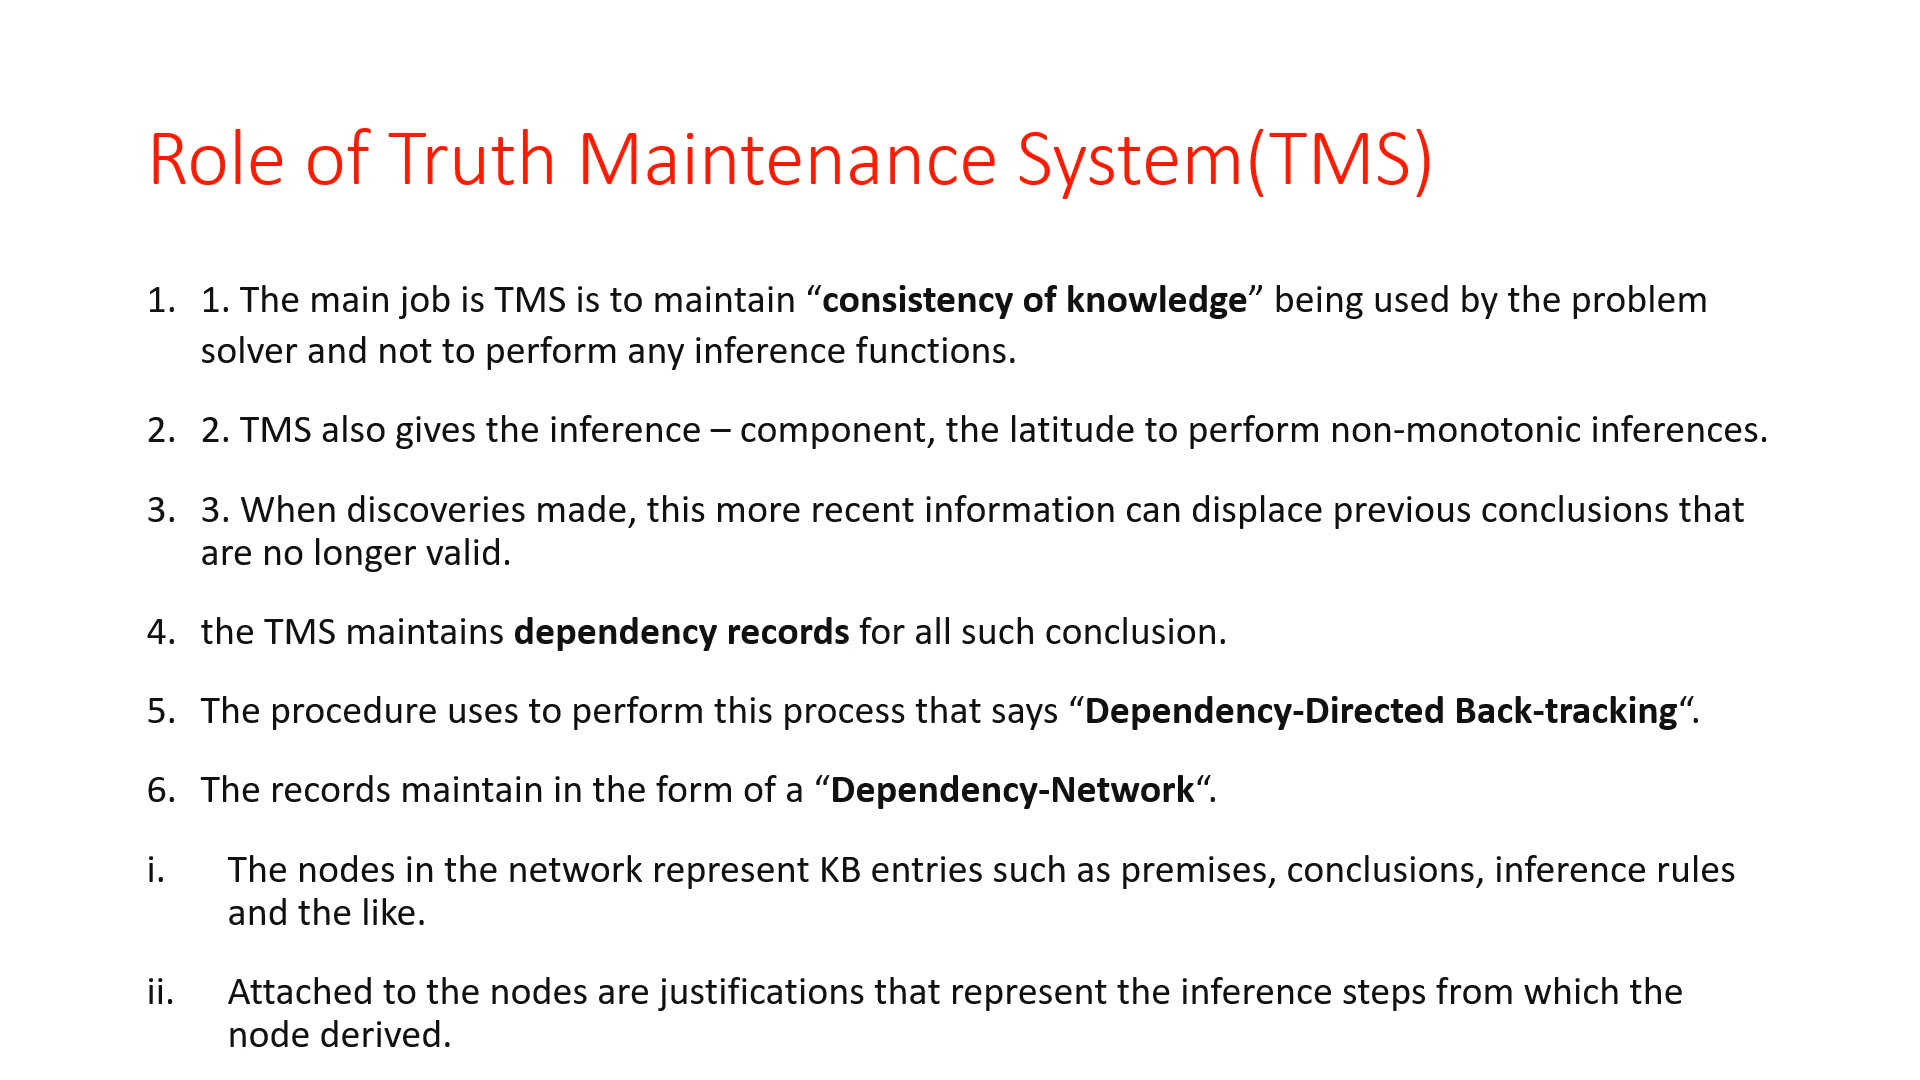 Role of Truth Maintenance System(TMS)
1. 1. The main job is TMS is to maintain “consistency of knowledge” being used by the problem
solver and not to perform any inference functions.
2. 2. TMS also gives the inference – component, the latitude to perform non-monotonic inferences.
3. 3. When discoveries made, this more recent information can displace previous conclusions that
are no longer valid.
4. the TMS maintains dependency records for all such conclusion.
5. The procedure uses to perform this process that says “Dependency-Directed Back-tracking“.
6. The records maintain in the form of a “Dependency-Network“.
i. The nodes in the network represent KB entries such as premises, conclusions, inference rules
and the like.
ii. Attached to the nodes are justifications that represent the inference steps from which the
node derived.